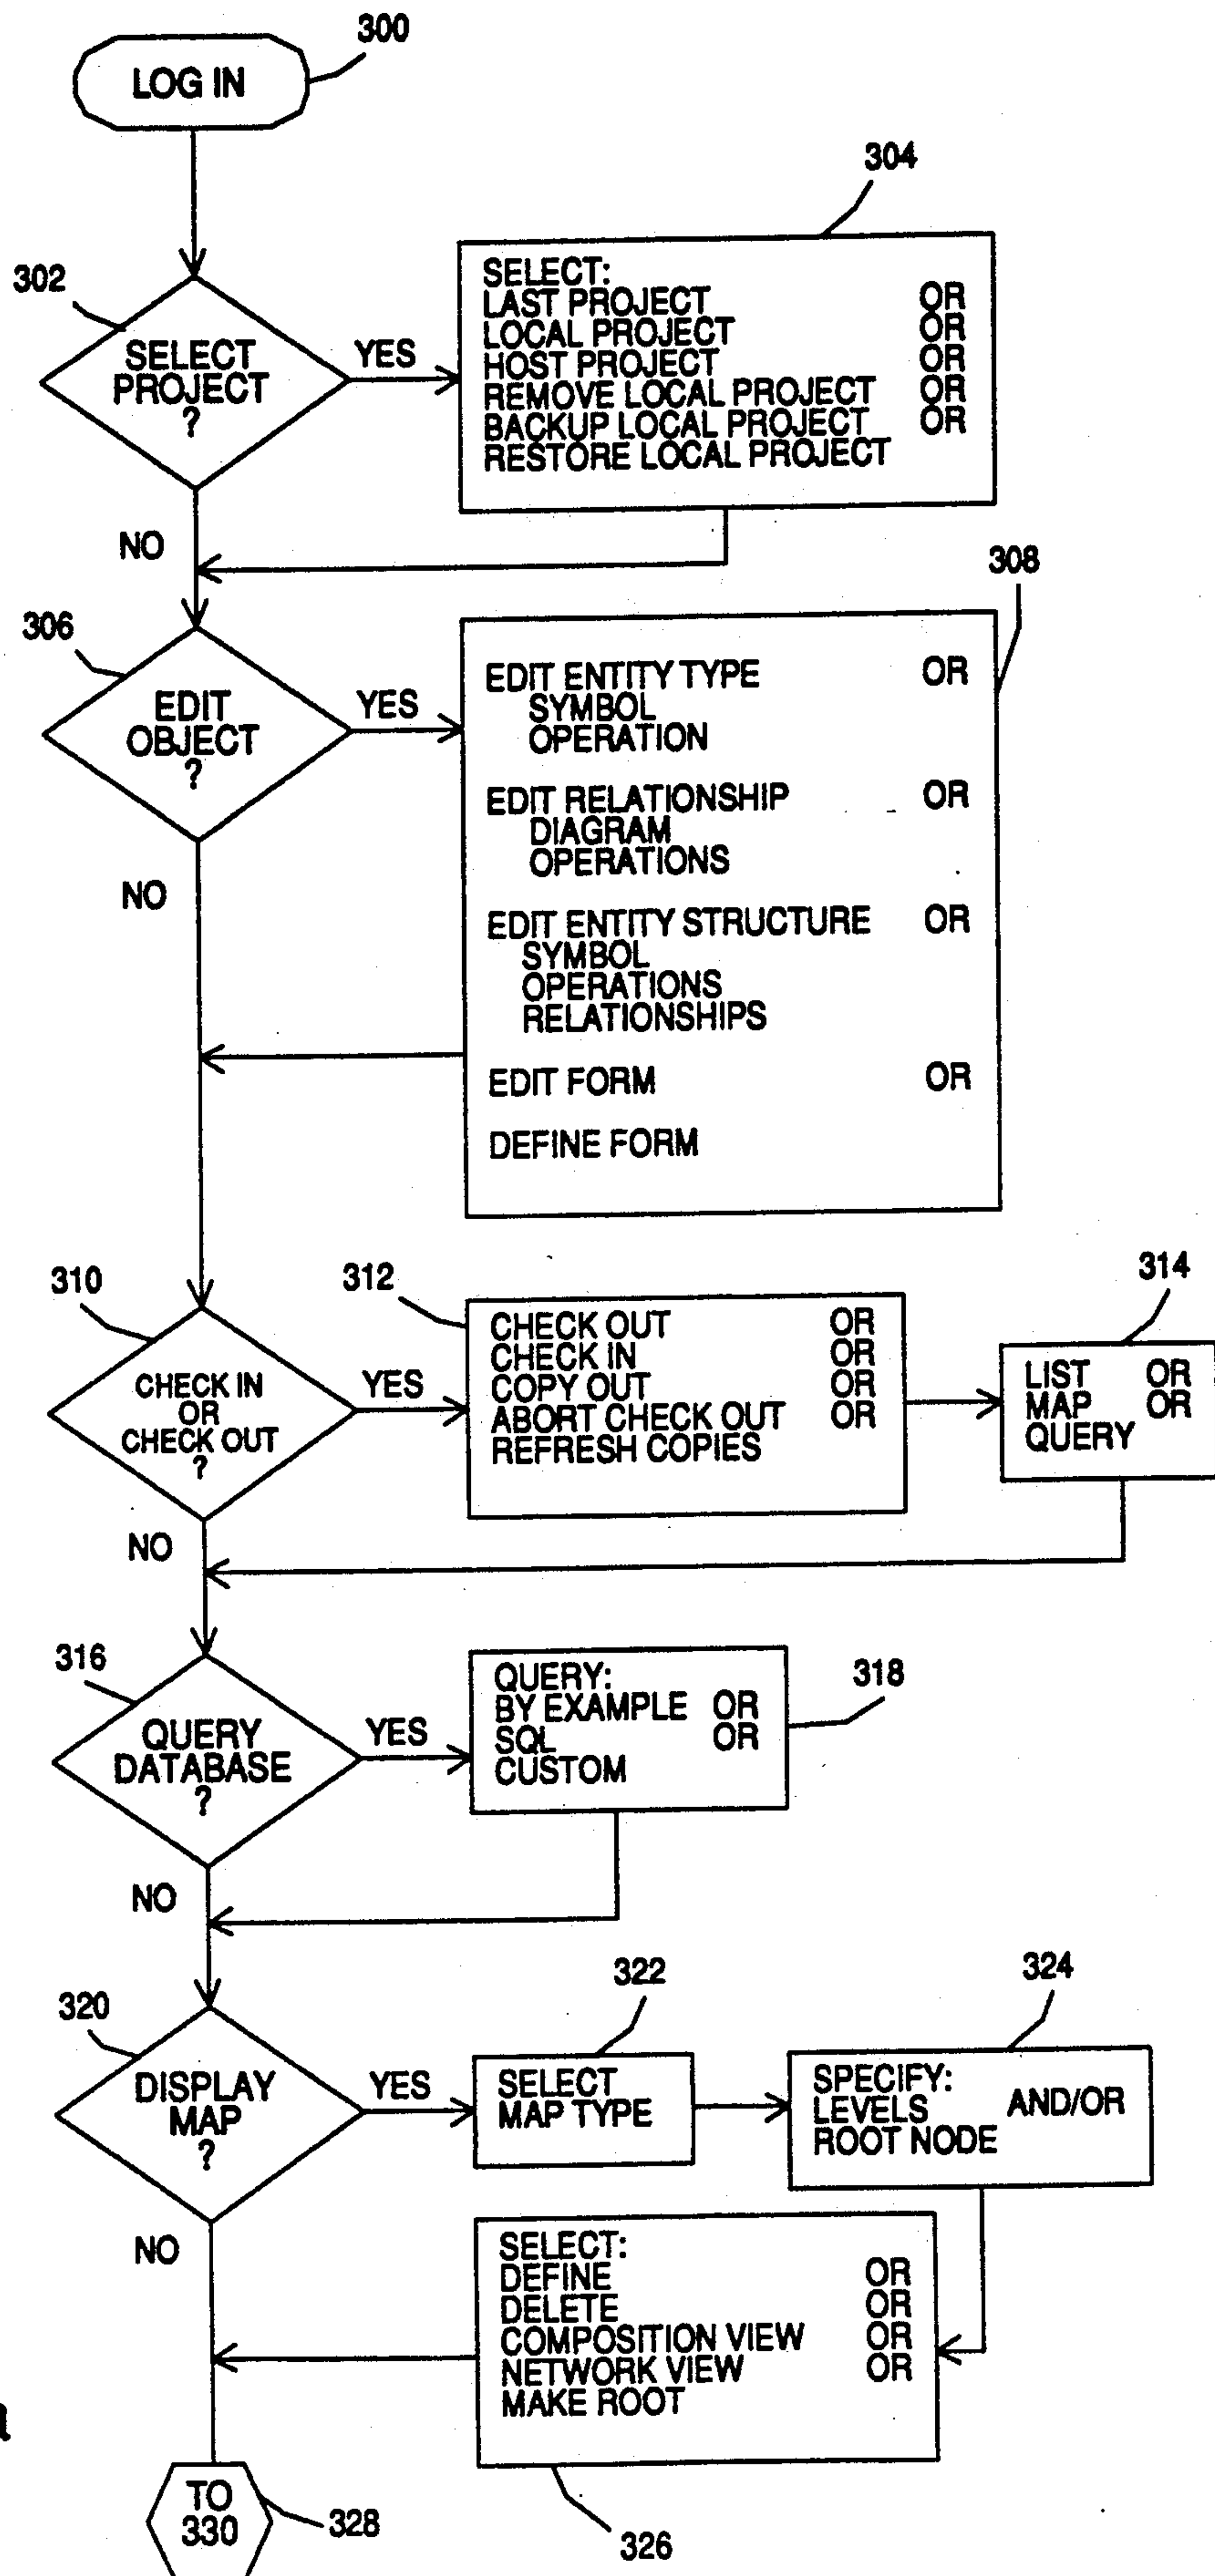 300
LOG IN
304
302
SELECT
PROJECT
?
YES
SELECT:
LAST PROJECT OR
LOCAL PROJECT OR
HOST PROJECT OR
REMOVE LOCAL PROJECT OR
BACKUP LOCAL PROJECT OR
RESTORE LOCAL PROJECT
NO
308
306
EDIT
OBJECT
?
YES
EDIT ENTITY TYPE OR
SYMBOL
OPERATION
EDIT RELATIONSHIP OR
DIAGRAM
OPERATIONS
EDIT ENTITY STRUCTURE OR
SYMBOL
OPERATIONS
RELATIONSHIPS
EDIT FORM OR
DEFINE FORM
NO
310
CHECK IN
OR
CHECK OUT
?
YES
312
CHECK OUT OR
CHECK IN OR
COPY OUT OR
ABORT CHECK OUT OR
REFRESH COPIES
314
LIST OR
MAP OR
QUERY
NO
316
QUERY
DATABASE
?
YES
QUERY:
BY EXAMPLE OR
SQL OR
CUSTOM
318
NO
320
DISPLAY
MAP
?
YES
322
SELECT
MAP TYPE
324
SPECIFY:
LEVELS AND/OR
ROOT NODE
NO
SELECT:
DEFINE OR
DELETE OR
COMPOSITION VIEW OR
NETWORK VIEW OR
MAKE ROOT
326
TO
330
328